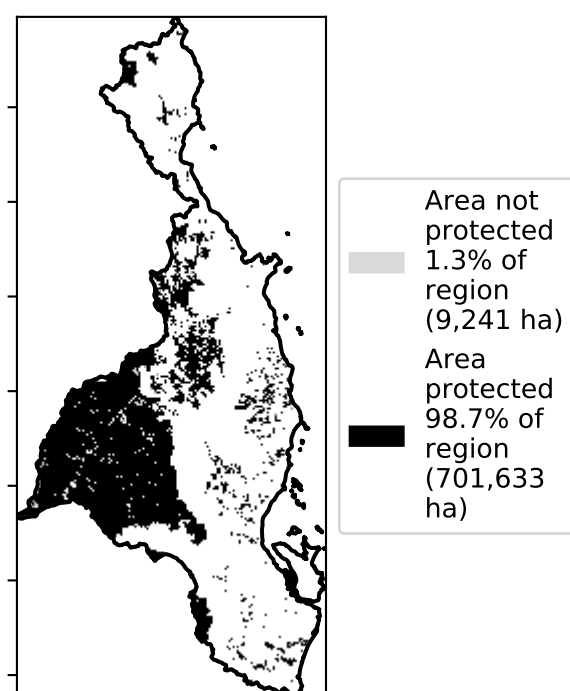 Area not
protected
1.3% of
region
(9,241 ha)
Area
protected
98.7% of
region
(701,633
ha)